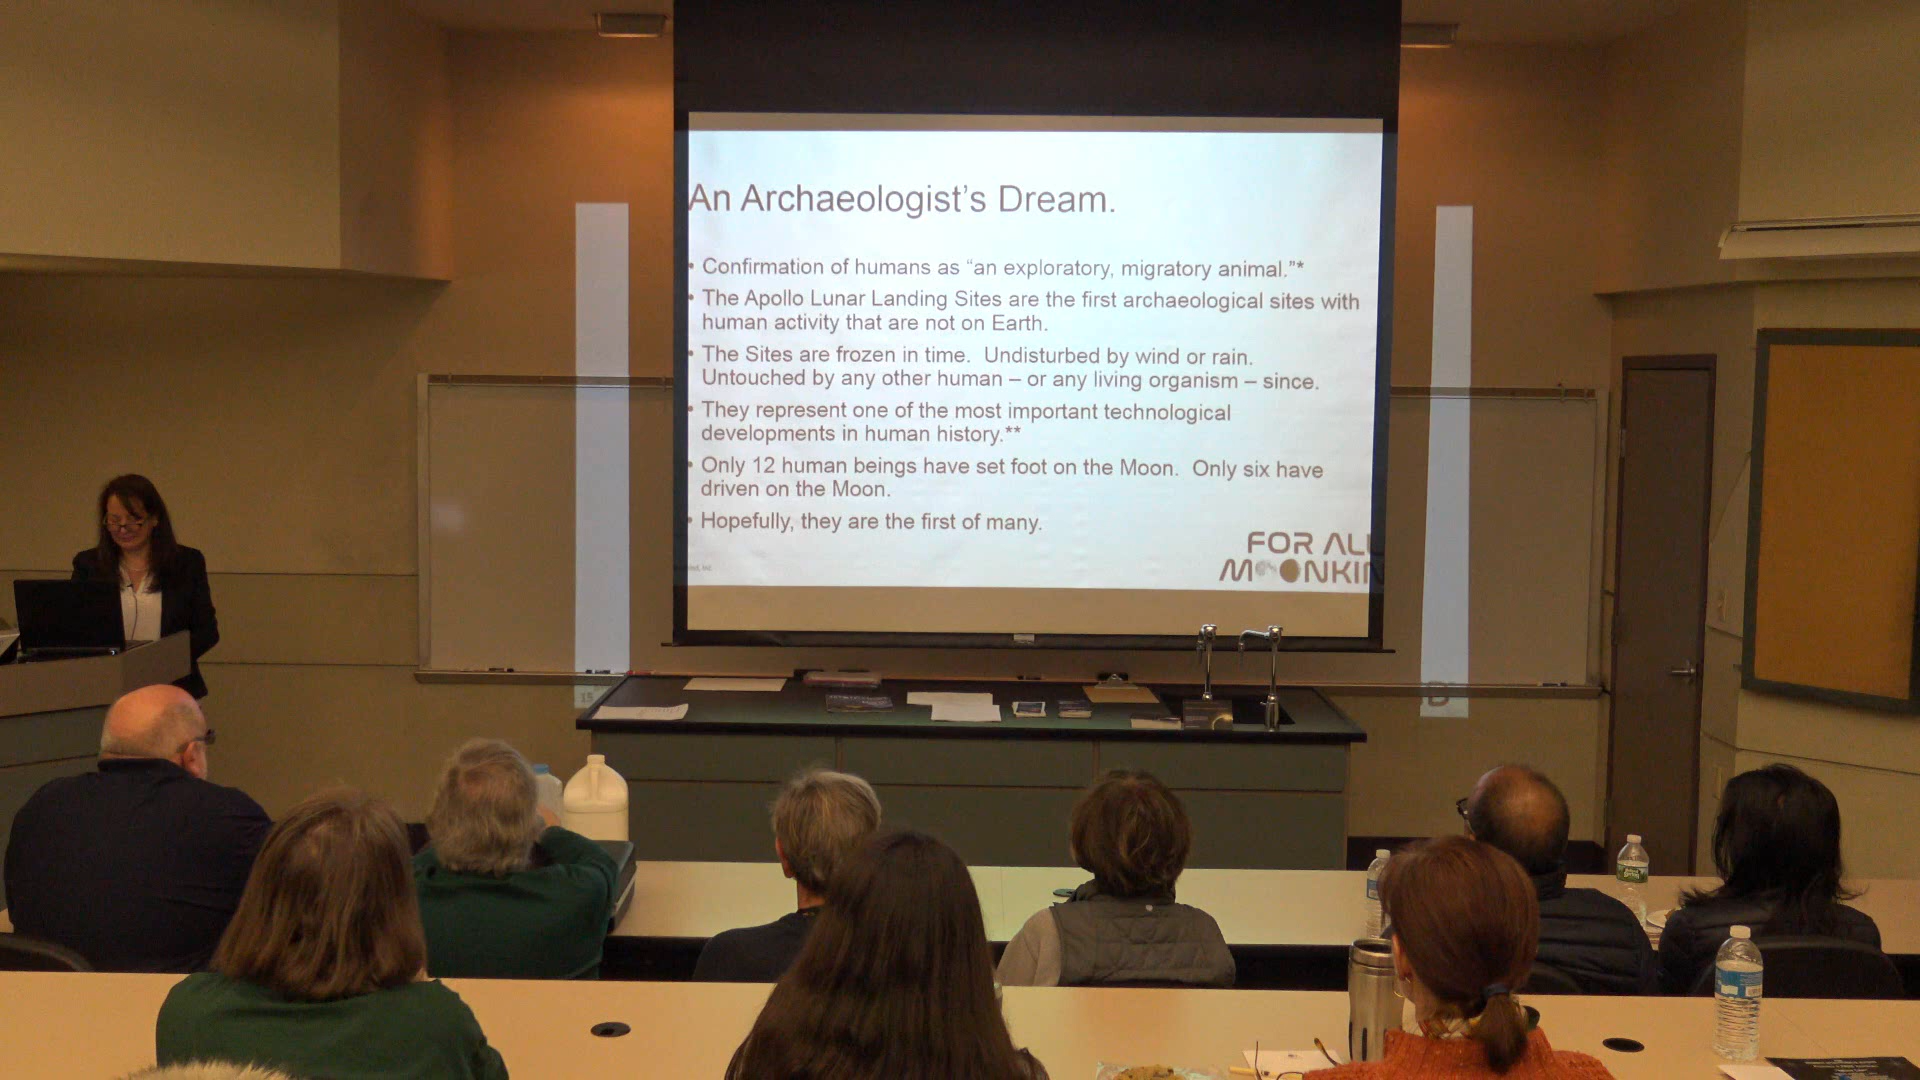 An Archaeologist's Dream.
• Confirmation of humans as “an exploratory, migratory animal.”*
• The Apollo Lunar Landing Sites are the first archaeological sites with
human activity that are not on Earth.
• The Sites are frozen in time. Undisturbed by wind or rain.
Untouched by any other human – or any living organism – since.
• They represent one of the most important technological
developments in human history.**
• Only 12 human beings have set foot on the Moon. Only six have
driven on the Moon.
• Hopefully, they are the first of many.
FOR ALL
MOONKIN